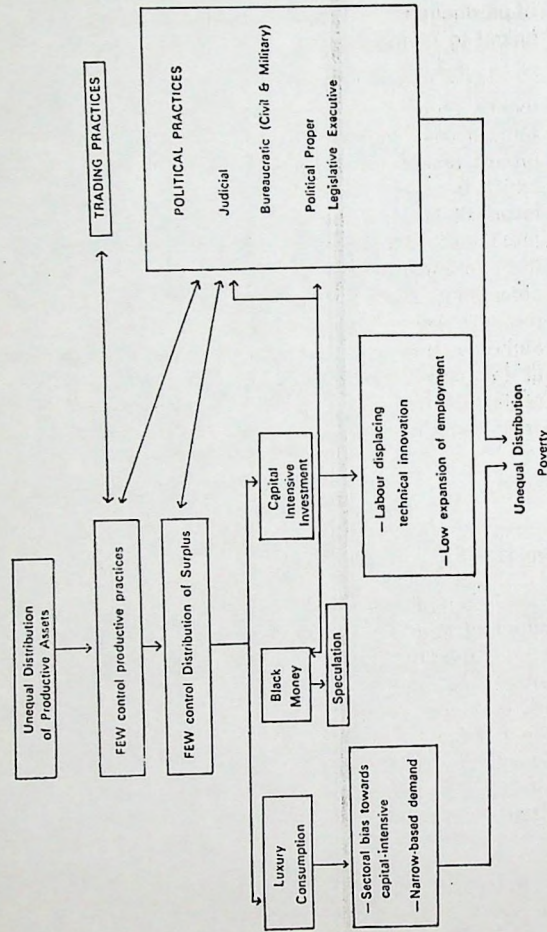 Unequal Distribution
of Productive Assets
FEW control productive practices
TRADING PRACTICES
FEW control Distribution of Surplus
POLITICAL PRACTICES
Judicial
Bureaucratic (Civil & Military)
Political Proper
Legislative Executive
Luxury
Consumption
Black
Money
Speculation
Capital
Intensive
Investment
—Sectoral bias towards
capital-intensive
—Narrow-based demand
—Labour displacing
technical innovation
—Low expansion of employment
Unequal Distribution
Poverty